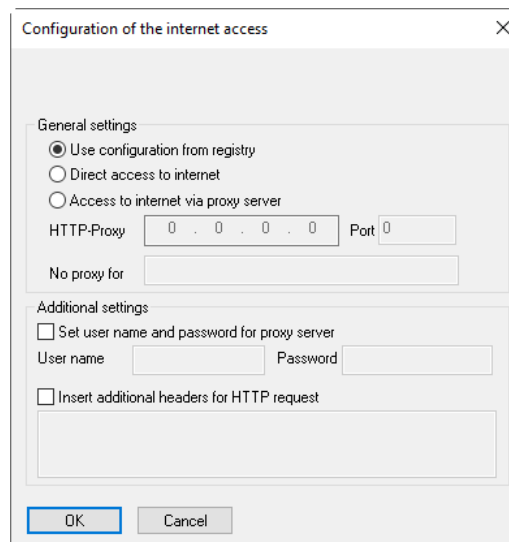 Configuration of the internet access
General settings
Use configuration from registry
Direct access to internet
Access to internet via proxy server
HTTP-Proxy 0 . 0 . 0 . 0 Port 0
No proxy for
Additional settings
Set user name and password for proxy server
User name Password
Insert additional headers for HTTP request
OK Cancel